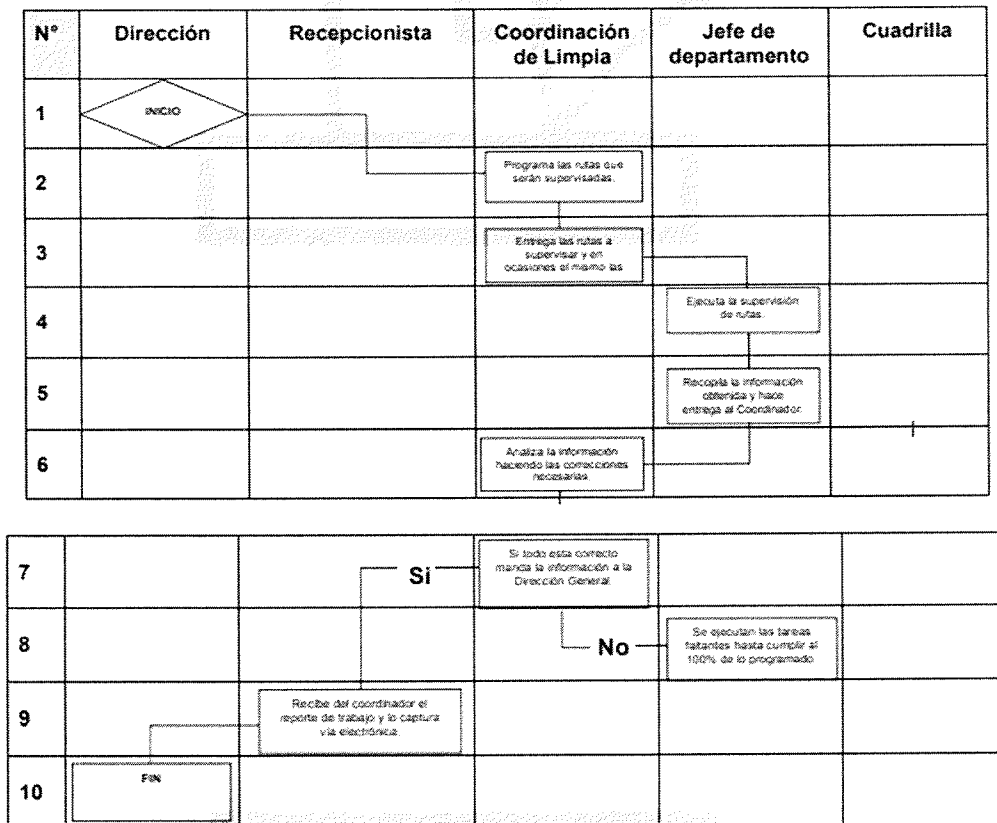 N° Dirección Recepcionista Coordinación de Limpia Jefe de departamento Cuadrilla
1 INICIO
2 Programa las rutas que
serán supervisadas.
3 Entrega las rutas a
supervisar y en
ocasiones el mismo las
4 Ejecuta la supervisión
de rutas.
5 Recopila la información
obtenida y hace
entrega al Coordinador.
6 Analiza la información
haciendo las correcciones
necesarias.
7 Si Si todo esta correcto
manda la información a la
Dirección General.
8 No Se ejecutan las tareas
faltantes hasta cumplir al
100% de lo programado
9 Recibe del coordinador el
reporte de trabajo y lo captura
vía electrónica.
10 FIN